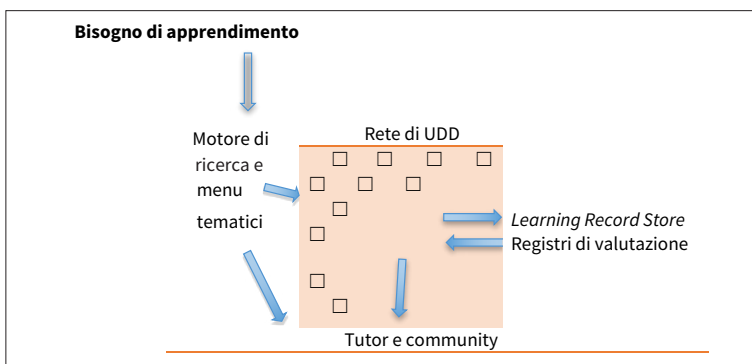 Bisogno di apprendimento
Motore di
ricerca e
menu
tematici
Rete di UDD
Learning Record Store
Registri di valutazione
Tutor e community